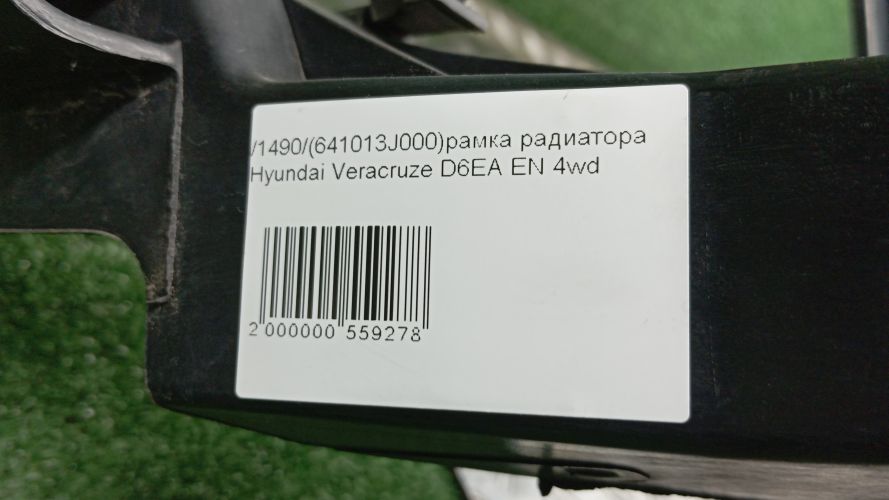 /1490/(641013J000)рамка радиатора
Hyundai Veracruze D6EA EN 4wd
2 000000 559278